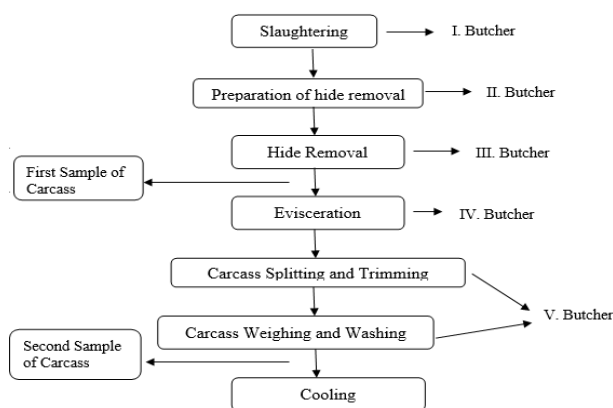 Slaughtering
I. Butcher
Preparation of hide removal
II. Butcher
Hide Removal
III. Butcher
First Sample of
Carcass
Evisceration
IV. Butcher
Carcass Splitting and Trimming
V. Butcher
Carcass Weighing and Washing
Second Sample
of Carcass
Cooling